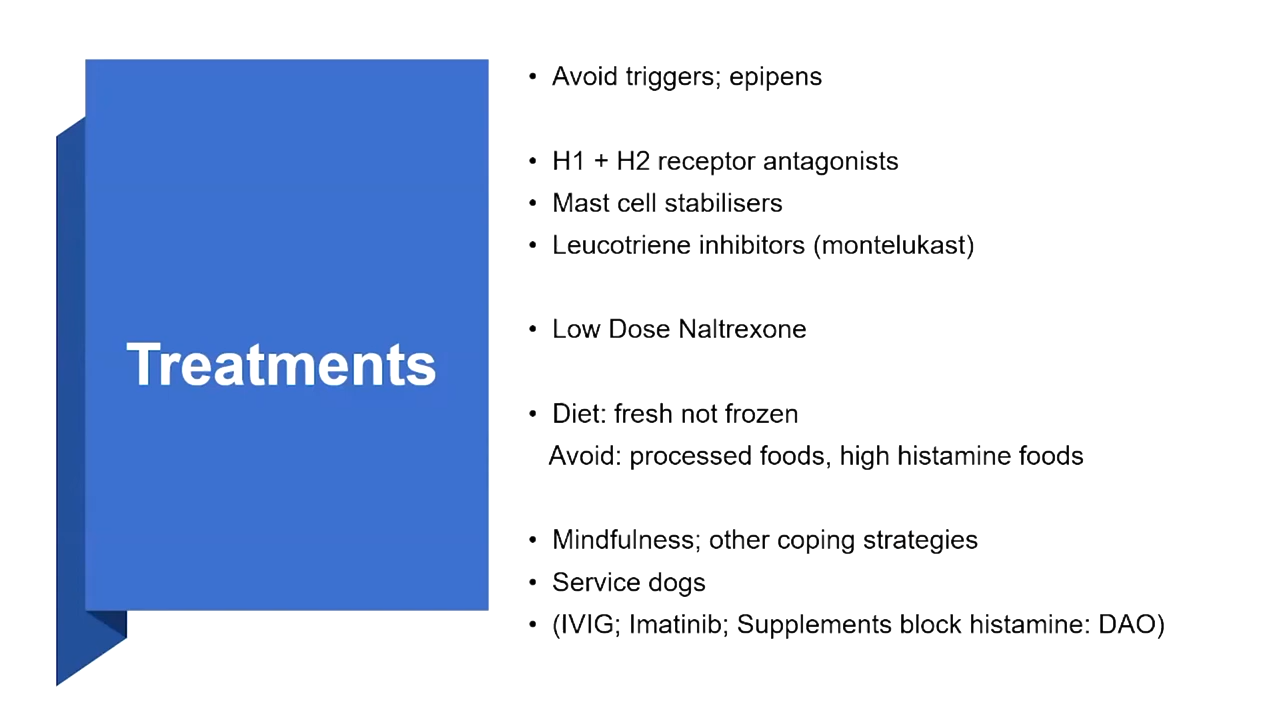 Treatments
• Avoid triggers; epipens
• H1 + H2 receptor antagonists
• Mast cell stabilisers
• Leucotriene inhibitors (montelukast)
• Low Dose Naltrexone
• Diet: fresh not frozen
Avoid: processed foods, high histamine foods
• Mindfulness; other coping strategies
• Service dogs
• (IVIG; Imatinib; Supplements block histamine: DAO)